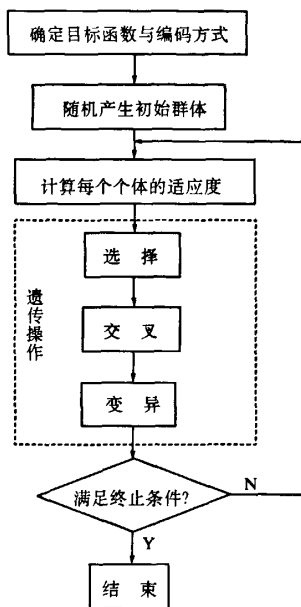 确定目标函数与编码方式
随机产生初始群体
计算每个个体的适应度
遗传操作
选 择
交 叉
变 异
满足终止条件?
N
Y
结 束